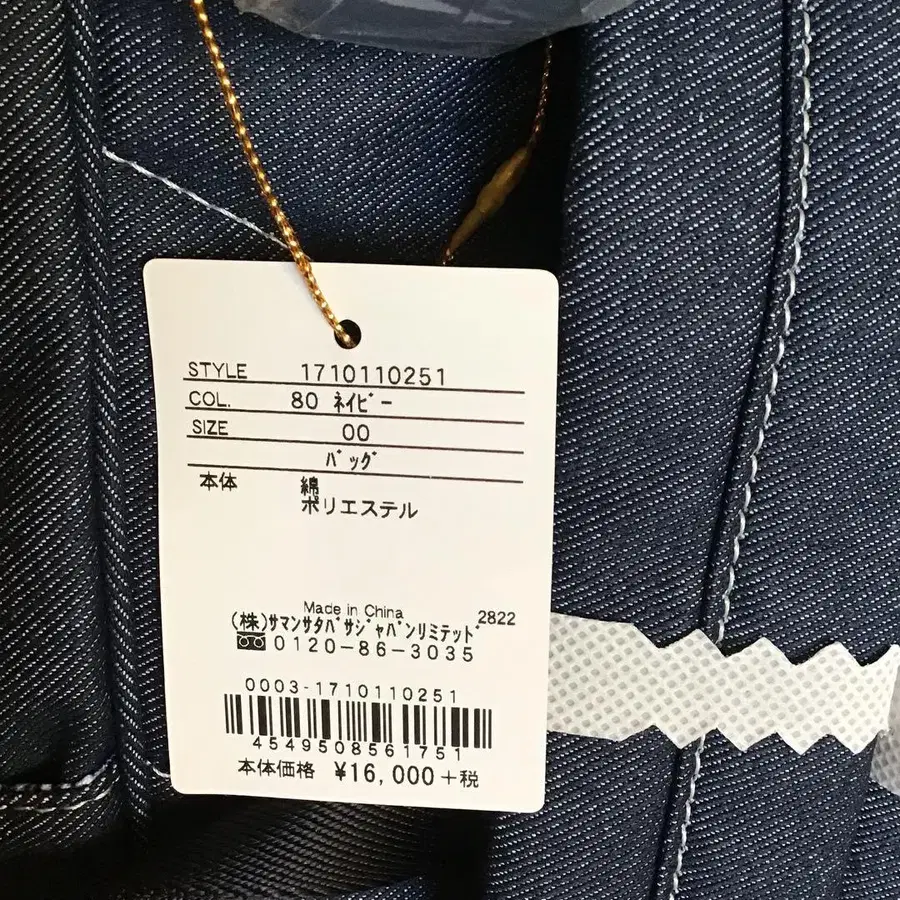 STYLE 1710110251
COL. 80 ﾈｲﾋﾞｰ
SIZE 00
ﾊﾞｯｸﾞ
本体 綿
ポリエステル
Made in China
2822
(株)ｻﾏﾝｻﾀﾊﾞｻｼﾞｬﾊﾟﾝﾘﾐﾃｯﾄﾞ
0120-86-3035
0003-1710110251
4549508561751
本体価格 ¥16,000+税